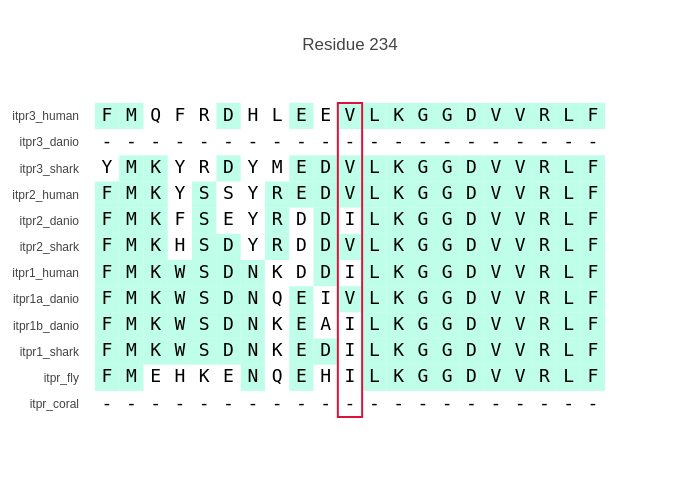 Residue 234
itpr3_human F M Q F R D H L E E V L K G G D V V R L F
itpr3_danio - - - - - - - - - - - - - - - - - - - - -
itpr3_shark Y M K Y R D Y M E D V L K G G D V V R L F
itpr2_human F M K Y S S Y R E D V L K G G D V V R L F
itpr2_danio F M K F S E Y R D D I L K G G D V V R L F
itpr2_shark F M K H S D Y R D D V L K G G D V V R L F
itpr1_human F M K W S D N K D D I L K G G D V V R L F
itpr1a_danio F M K W S D N Q E I V L K G G D V V R L F
itpr1b_danio F M K W S D N K E A I L K G G D V V R L F
itpr1_shark F M K W S D N K E D I L K G G D V V R L F
itpr_fly F M E H K E N Q E H I L K G G D V V R L F
itpr_coral - - - - - - - - - - - - - - - - - - - - -